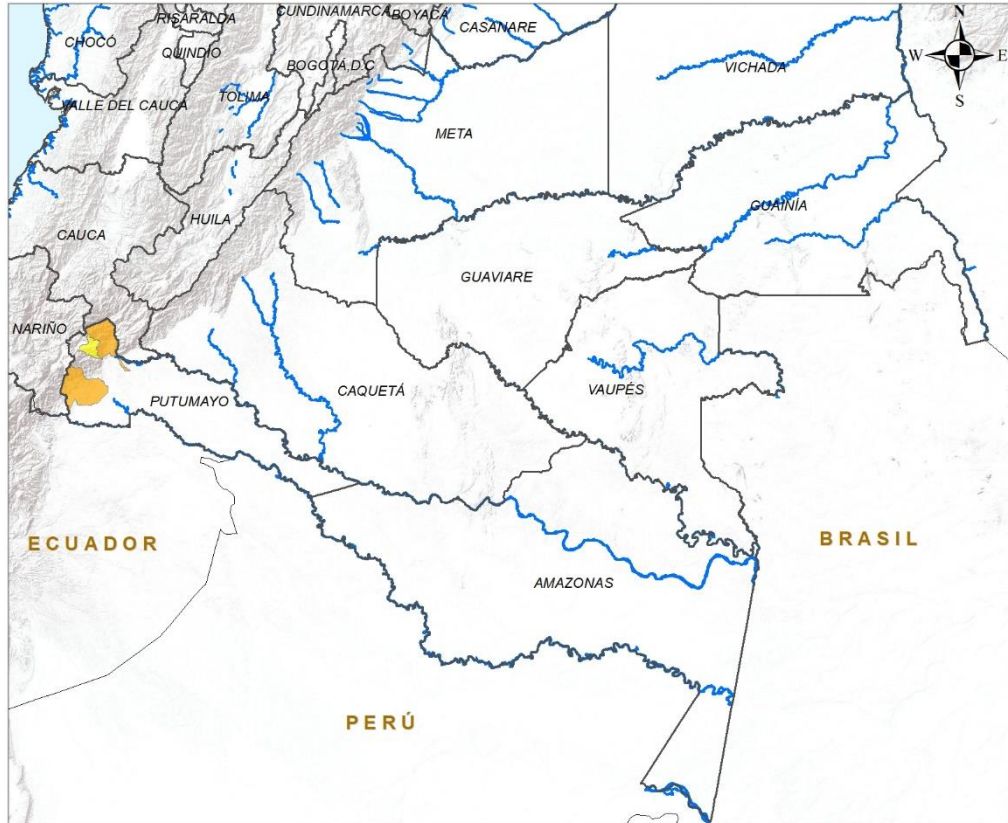 RISARALDA
CUNDINAMARCA
BOYACÁ
CASANARE
N
CHOCÓ
QUINDÍO
BOGOTÁ D.C
VICHADA
W
E
S
VALLE DEL CAUCA
TOLIMA
META
HUILA
GUAINÍA
CAUCA
GUAVIARE
NARIÑO
CAQUETÁ
VAUPÉS
PUTUMAYO
ECUADOR
BRASIL
AMAZONAS
PERÚ